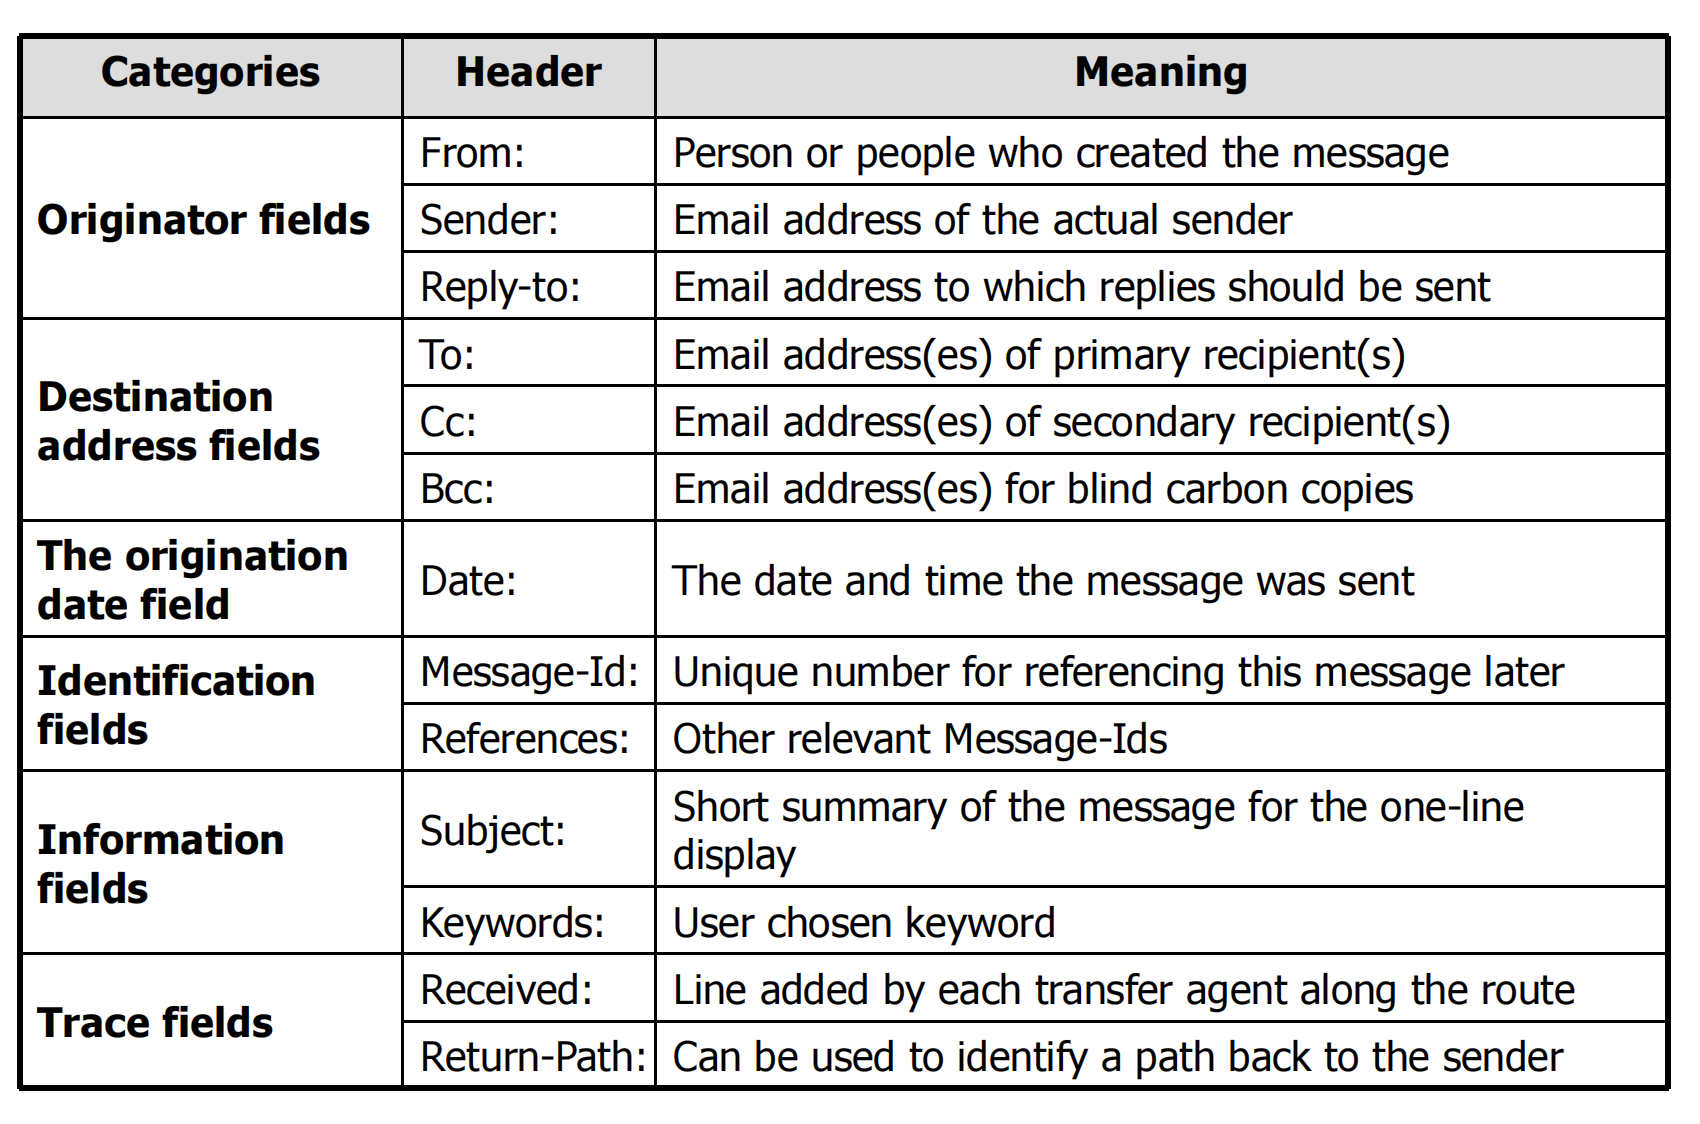 Categories Header Meaning
Originator fields
From: Person or people who created the message
Sender: Email address of the actual sender
Reply-to: Email address to which replies should be sent
Destination
address fields
To: Email address(es) of primary recipient(s)
Cc: Email address(es) of secondary recipient(s)
Bcc: Email address(es) for blind carbon copies
The origination
date field
Date: The date and time the message was sent
Identification
fields
Message-Id: Unique number for referencing this message later
References: Other relevant Message-Ids
Information
fields
Subject: Short summary of the message for the one-line
display
Keywords: User chosen keyword
Trace fields
Received: Line added by each transfer agent along the route
Return-Path: Can be used to identify a path back to the sender